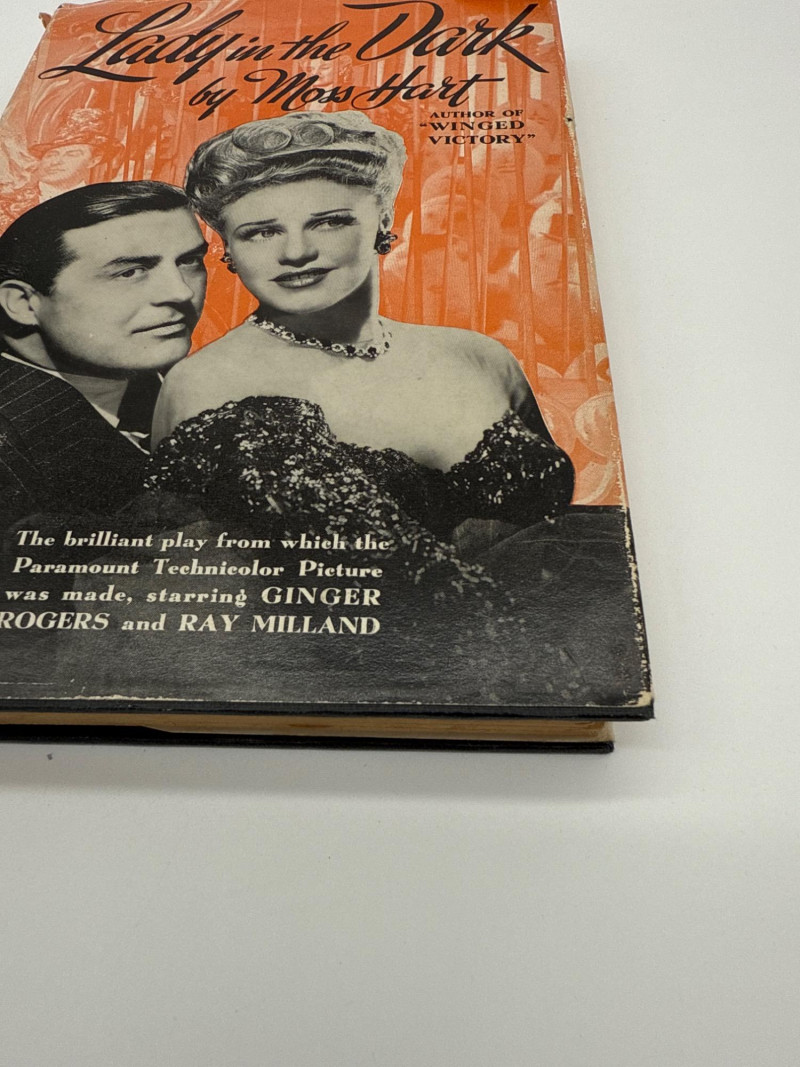 Lady in the Dark
by Moss Hart
AUTHOR OF
"WINGED
VICTORY"
The brilliant play from which the
Paramount Technicolor Picture
was made, starring GINGER
ROGERS and RAY MILLAND